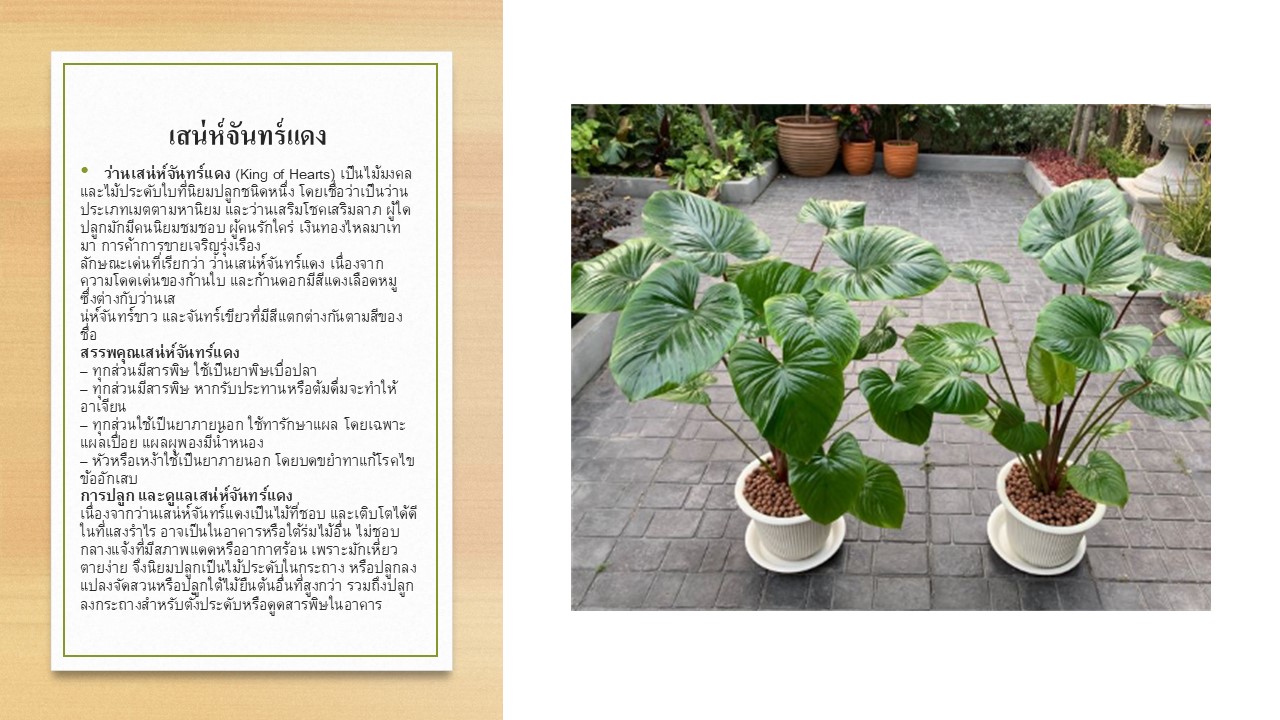 เสน่ห์จันทร์แดง
• ว่านเสน่ห์จันทร์แดง (King of Hearts) เป็นไม้มงคล
และไม้ประดับใบที่นิยมปลูกชนิดหนึ่ง โดยเชื่อว่าเป็นว่าน
ประเภทเมตตามหานิยม และว่านเสริมโชคเสริมลาภ ผู้ใด
ปลูกมักมีคนนิยมชมชอบ ผู้คนรักใคร่ เงินทองไหลมาเท
มา การค้าการขายเจริญรุ่งเรือง
ลักษณะเด่นที่เรียกว่า ว่านเสน่ห์จันทร์แดง เนื่องจาก
ความโดดเด่นของก้านใบ และก้านดอกมีสีแดงเลือดหมู
ซึ่งต่างกับว่านเส
น่ห์จันทร์ขาว และจันทร์เขียวที่มีสีแตกต่างกันตามสีของ
ชื่อ
สรรพคุณเสน่ห์จันทร์แดง
– ทุกส่วนมีสารพิษ ใช้เป็นยาพิษเบื่อปลา
– ทุกส่วนมีสารพิษ หากรับประทานหรือต้มดื่มจะทำให้
อาเจียน
– ทุกส่วนใช้เป็นยาภายนอก ใช้ทารักษาแผล โดยเฉพาะ
แผลเปื่อย แผลผุพองมีน้ำหนอง
– หัวหรือเหง้าใช้เป็นยาภายนอก โดยบดขยำทาแก้โรคไข
ข้ออักเสบ
การปลูก และดูแลเสน่ห์จันทร์แดง
เนื่องจากว่านเสน่ห์จันทร์แดงเป็นไม้ที่ชอบ และเติบโตได้ดี
ในที่แสงรำไร อาจเป็นในอาคารหรือใต้ร่มไม้อื่น ไม่ชอบ
กลางแจ้งที่มีสภาพแดดหรืออากาศร้อน เพราะมักเหี่ยว
ตายง่าย จึงนิยมปลูกเป็นไม้ประดับในกระถาง หรือปลูกลง
แปลงจัดสวนหรือปลูกใต้ไม้ยืนต้นอื่นที่สูงกว่า รวมถึงปลูก
ลงกระถางสำหรับตั้งประดับหรือดูดสารพิษในอาคาร